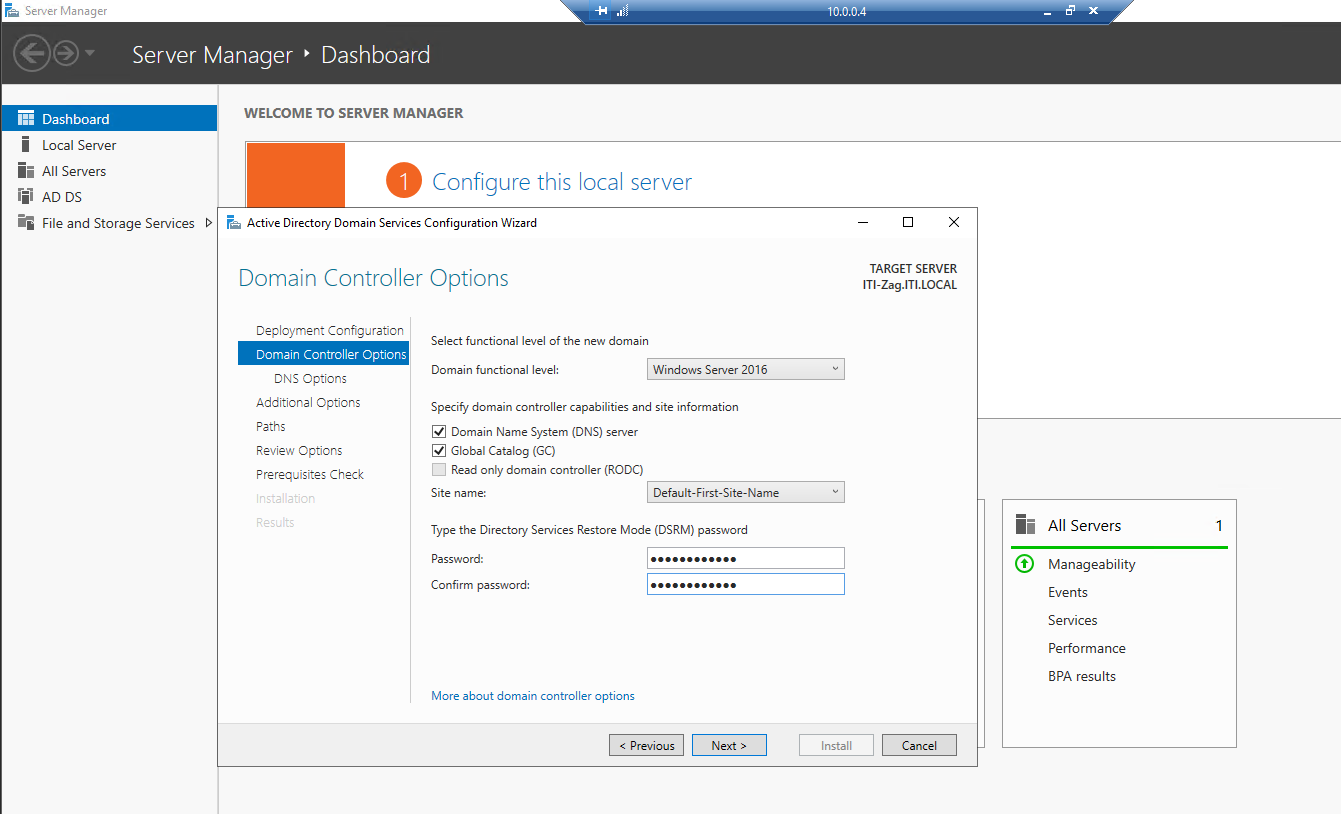 Server Manager
10.0.0.4
Server Manager ‣ Dashboard
Dashboard
Local Server
All Servers
AD DS
File and Storage Services
WELCOME TO SERVER MANAGER
1 Configure this local server
Active Directory Domain Services Configuration Wizard
Domain Controller Options
TARGET SERVER
ITI-Zag.ITI.LOCAL
Deployment Configuration
Domain Controller Options
DNS Options
Additional Options
Paths
Review Options
Prerequisites Check
Installation
Results
Select functional level of the new domain
Domain functional level: Windows Server 2016
Specify domain controller capabilities and site information
Domain Name System (DNS) server
Global Catalog (GC)
Read only domain controller (RODC)
Site name: Default-First-Site-Name
Type the Directory Services Restore Mode (DSRM) password
Password: ●●●●●●●●●●●●
Confirm password: ●●●●●●●●●●●●
More about domain controller options
< Previous Next > Install Cancel
All Servers 1
Manageability
Events
Services
Performance
BPA results